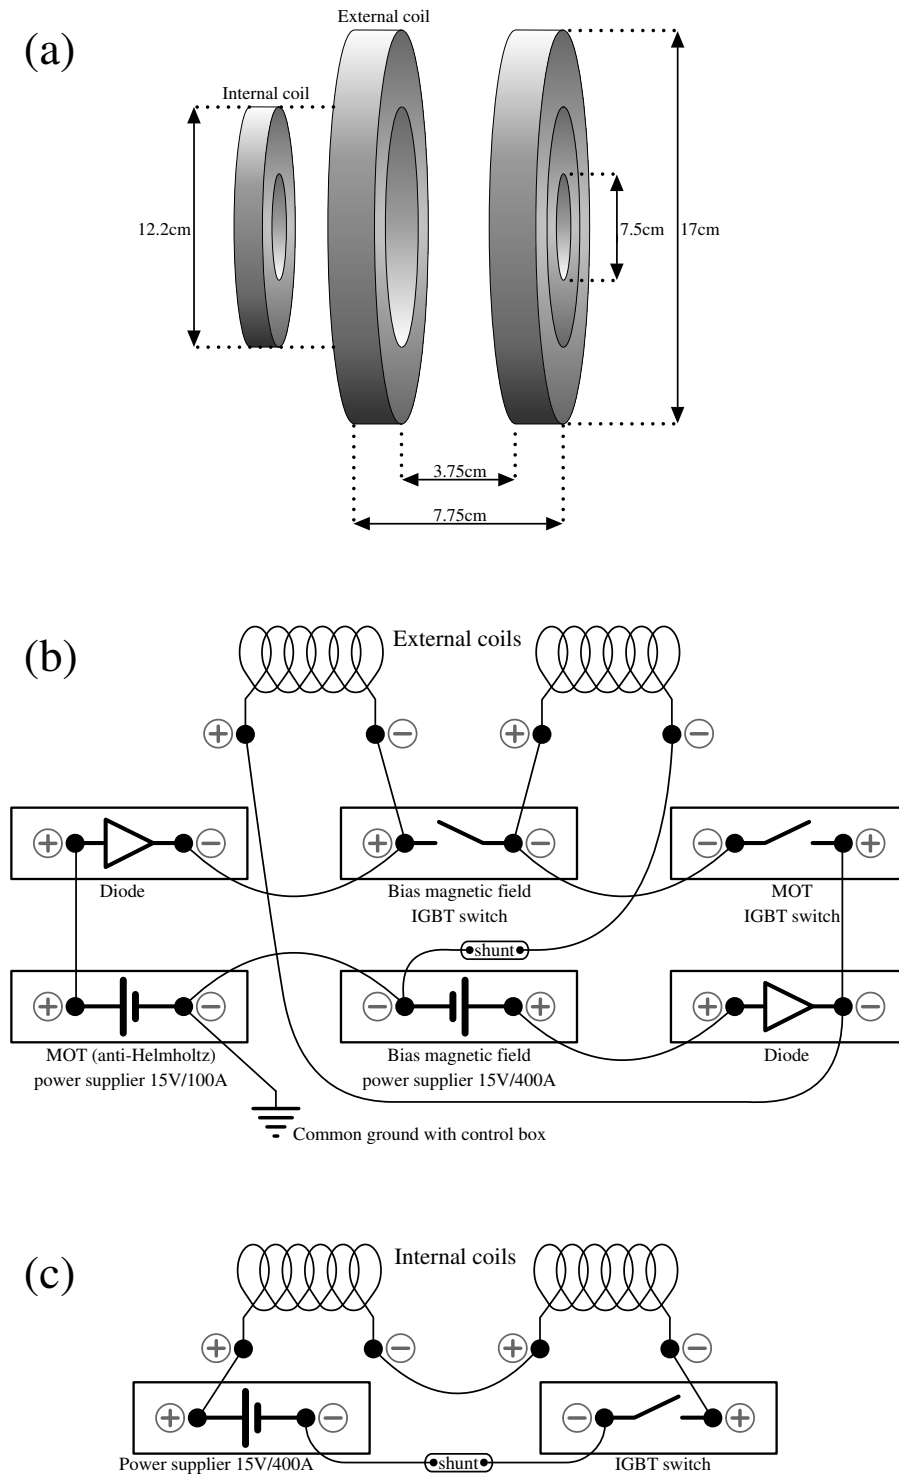 (a)
External coil
Internal coil
12.2cm
7.5cm
17cm
3.75cm
7.75cm
(b)
External coils
+ − + −
+ − + − − +
Diode
Bias magnetic field
IGBT switch
MOT
IGBT switch
shunt
+ − − + + −
MOT (anti-Helmholtz)
power supplier 15V/100A
Bias magnetic field
power supplier 15V/400A
Diode
Common ground with control box
(c)
Internal coils
+ − + −
+ − − +
Power supplier 15V/400A
shunt
IGBT switch